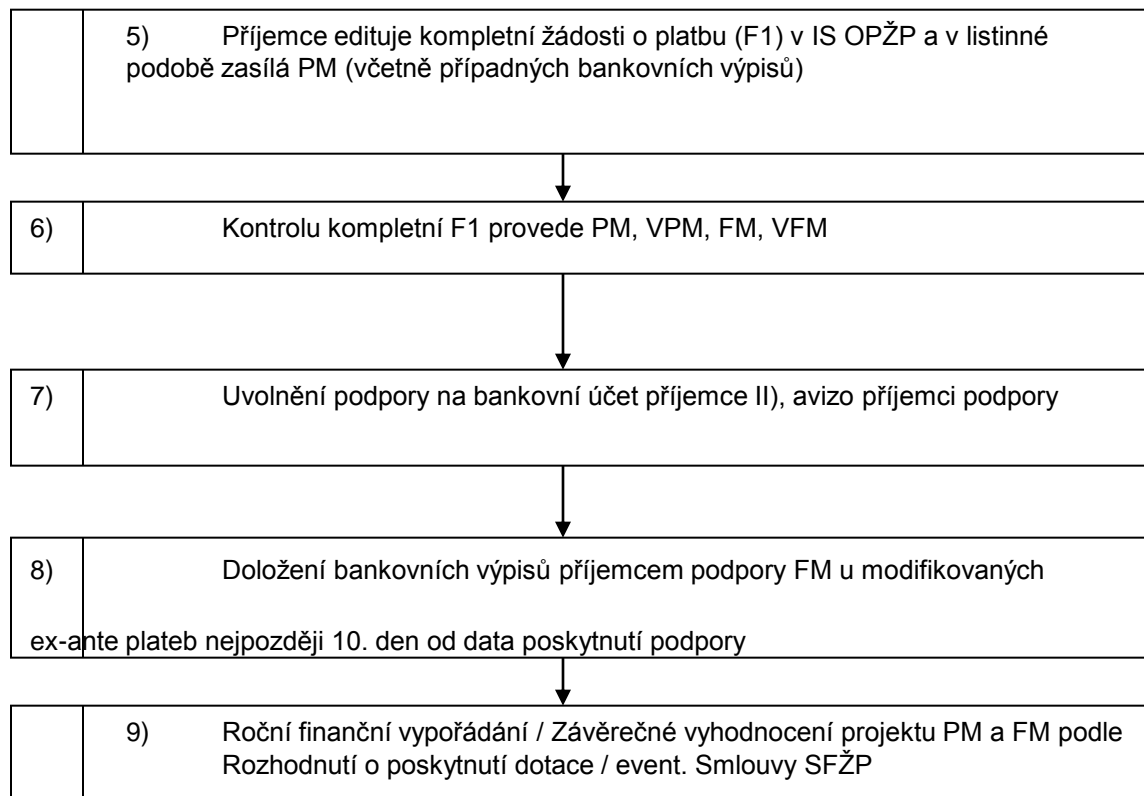 5) Příjemce edituje kompletní žádosti o platbu (F1) v IS OPŽP a v listinné
podobě zasílá PM (včetně případných bankovních výpisů)
6) Kontrolu kompletní F1 provede PM, VPM, FM, VFM
7) Uvolnění podpory na bankovní účet příjemce II), avizo příjemci podpory
8) Doložení bankovních výpisů příjemcem podpory FM u modifikovaných
ex-ante plateb nejpozději 10. den od data poskytnutí podpory
9) Roční finanční vypořádání / Závěrečné vyhodnocení projektu PM a FM podle
Rozhodnutí o poskytnutí dotace / event. Smlouvy SFŽP